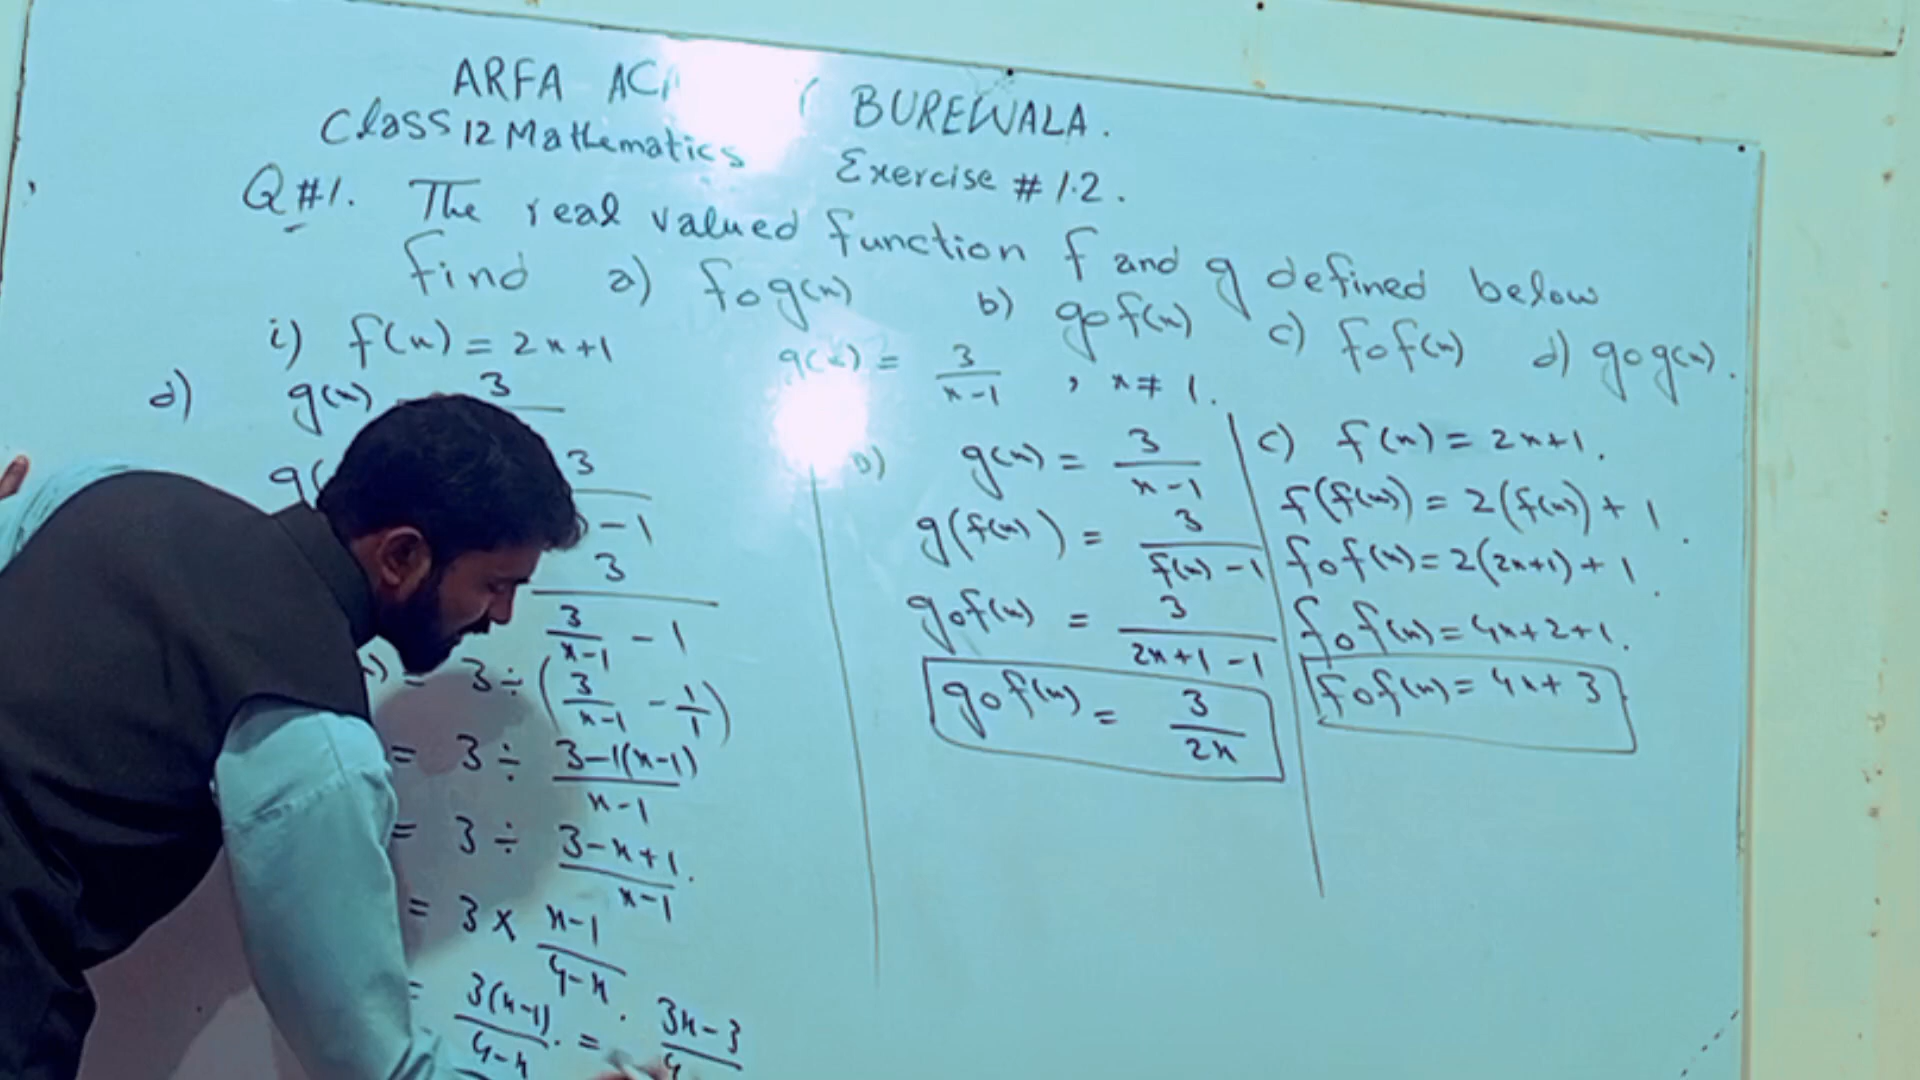 ARFA BUREWALA.
Class 12 Mathematics Exercise # 1.2.
Q #1. The real valued function f and g defined below
find a) fog(x) b) gof(x) c) fof(x) d) gog(x).
i) f(x) = 2x+1 g(x) = 3/(x-1) , x ≠ 1.
d) g(x) 3
3
-1
3/(3/(x-1) - 1)
= 3 ÷ (3/(x-1) - 1/1)
= 3 ÷ (3-1(x-1))/(x-1)
= 3 ÷ (3-x+1)/(x-1).
= 3 × (x-1)/(4-x).
= 3(x-1)/(4-x). = (3x-3)/4
g(x) = 3/(x-1)
g(f(x)) = 3/(f(x)-1)
gof(x) = 3/(2x+1-1)
gof(x) = 3/2x
c) f(x) = 2x+1.
f(f(x)) = 2(f(x)) + 1.
fof(x) = 2(2x+1) + 1.
fof(x) = 4x+2+1.
fof(x) = 4x+3